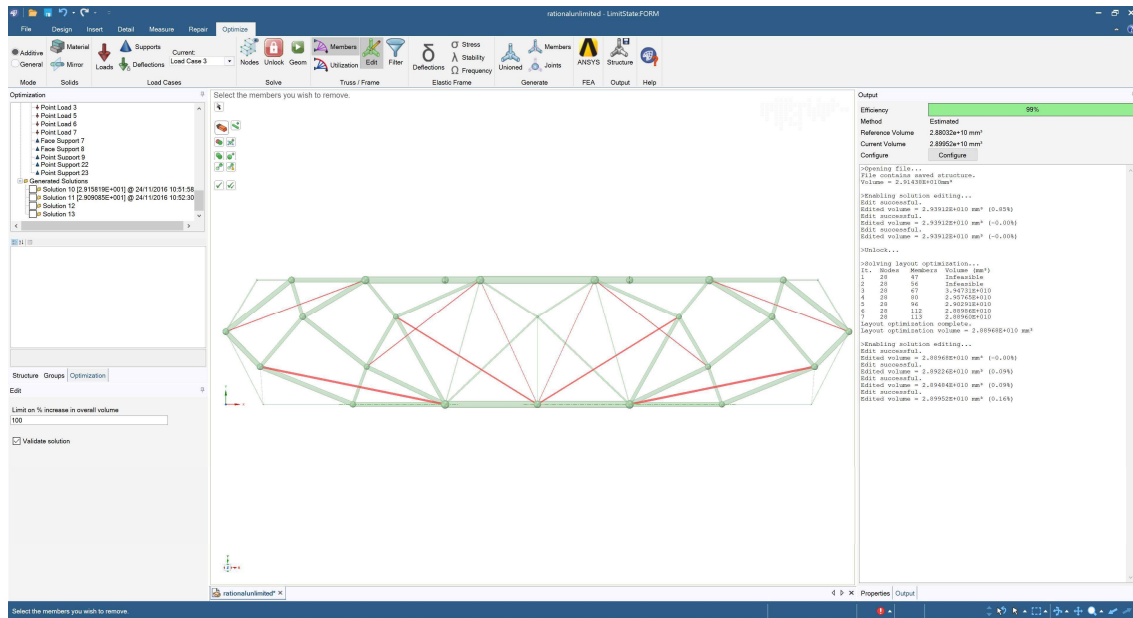 rationalunlimited - LimitState:FORM
File Design Insert Detail Measure Repair Optimize
Additive
General
Mode
Material
Mirror
Solids
Loads
Supports
Deflections
Current:
Load Case 3
Load Cases
Nodes Unlock Geom
Solve
Members
Utilization
Edit Filter
Truss / Frame
Deflections
σ Stress
λ Stability
Ω Frequency
Elastic Frame
Unioned
Members
Joints
Generate
ANSYS
FEA
Structure
Output
Help
Optimization
Point Load 3
Point Load 5
Point Load 6
Point Load 7
Face Support 7
Face Support 8
Point Support 9
Point Support 22
Point Support 23
Generated Solutions
Solution 10 [2.915819E+001] @ 24/11/2016 10:51:58
Solution 11 [2.909085E+001] @ 24/11/2016 10:52:30
Solution 12
Solution 13
Structure Groups Optimization
Edit
Limit on % increase in overall volume
100
Validate solution
Select the members you wish to remove.
rationalunlimited*
Output
Efficiency 99%
Method Estimated
Reference Volume 2.88032e+10 mm³
Current Volume 2.89952e+10 mm³
Configure Configure
>Opening file...
File contains saved structure.
Volume = 2.91438E+010mm³
>Enabling solution editing...
Edit successful.
Edited volume = 2.93912E+010 mm³ (0.85%)
Edit successful.
Edited volume = 2.93912E+010 mm³ (-0.00%)
Edit successful.
Edited volume = 2.93912E+010 mm³ (-0.00%)
>Unlock...
>Solving layout optimization...
It. Nodes Members Volume (mm³)
1 28 47 Infeasible
2 28 56 Infeasible
3 28 67 3.94731E+010
4 28 80 2.95765E+010
5 28 96 2.90291E+010
6 28 112 2.88986E+010
7 28 113 2.88960E+010
Layout optimization complete.
Layout optimization volume = 2.88968E+010 mm³
>Enabling solution editing...
Edit successful.
Edited volume = 2.88968E+010 mm³ (-0.00%)
Edit successful.
Edited volume = 2.89226E+010 mm³ (0.09%)
Edit successful.
Edited volume = 2.89484E+010 mm³ (0.09%)
Edit successful.
Edited volume = 2.89952E+010 mm³ (0.16%)
Properties Output
Select the members you wish to remove.